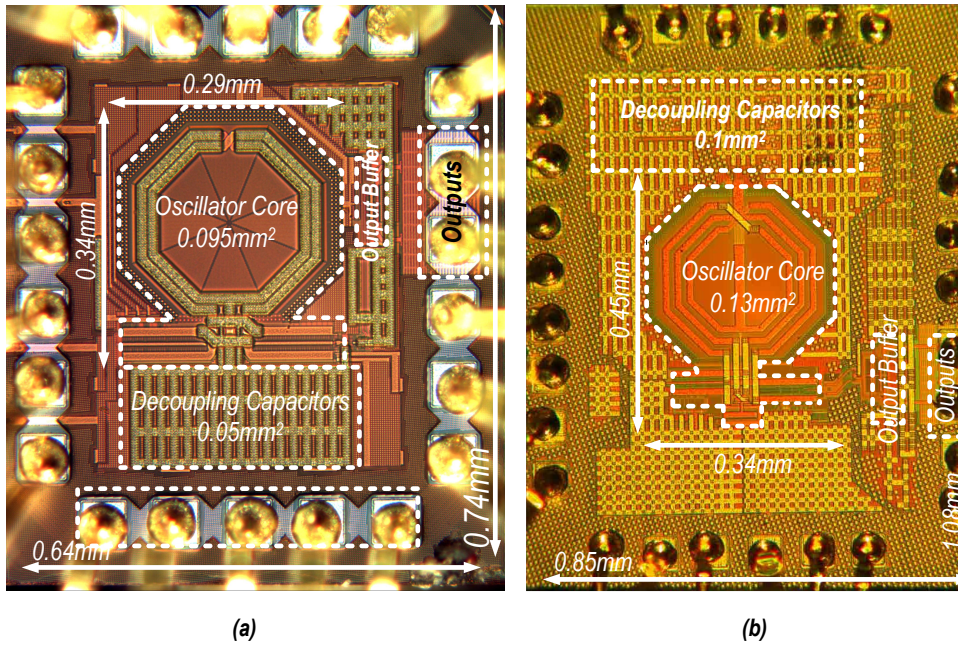 0.29mm
0.34mm
Oscillator Core
0.095mm²
Output Buffer
Outputs
Decoupling Capacitors
0.05mm²
0.74mm
0.64mm
(a)
Decoupling Capacitors
0.1mm²
0.45mm
Oscillator Core
0.13mm²
Output Buffer
Outputs
0.34mm
1.08mm
0.85mm
(b)